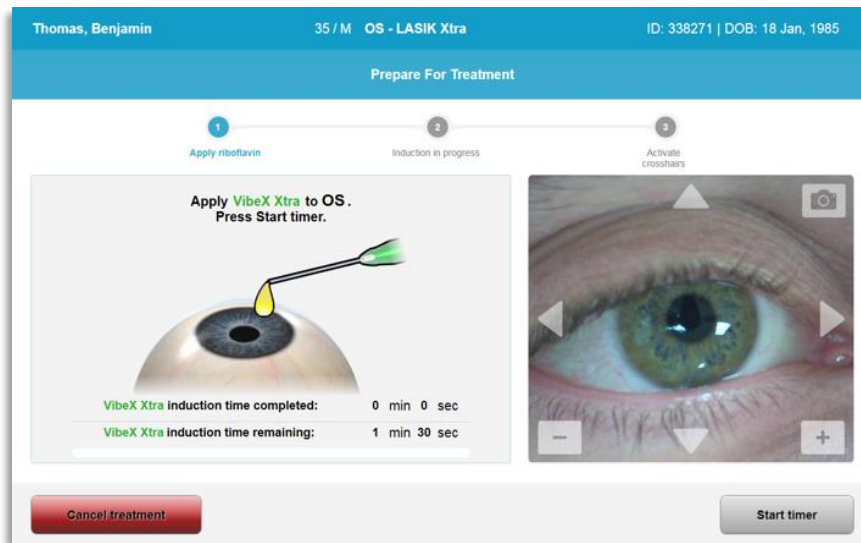 Thomas, Benjamin 35 / M OS - LASIK Xtra ID: 338271 | DOB: 18 Jan, 1985
Prepare For Treatment
1 2 3
Apply riboflavin Induction in progress Activate
crosshairs
Apply VibeX Xtra to OS.
Press Start timer.
VibeX Xtra induction time completed: 0 min 0 sec
VibeX Xtra induction time remaining: 1 min 30 sec
Cancel treatment Start timer